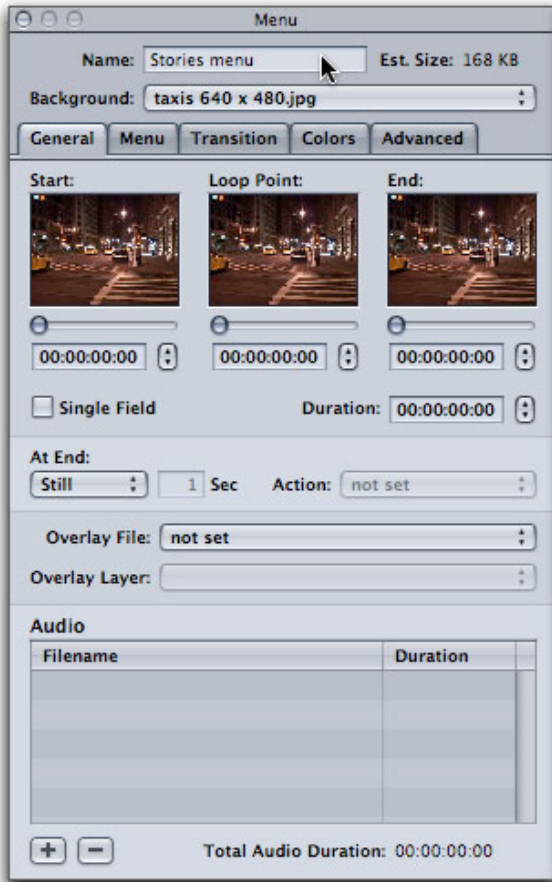 Menu
Name: Stories menu Est. Size: 168 KB
Background: taxis 640 x 480.jpg
General Menu Transition Colors Advanced
Start: Loop Point: End:
00:00:00:00 00:00:00:00 00:00:00:00
Single Field Duration: 00:00:00:00
At End:
Still 1 Sec Action: not set
Overlay File: not set
Overlay Layer:
Audio
Filename Duration
Total Audio Duration: 00:00:00:00